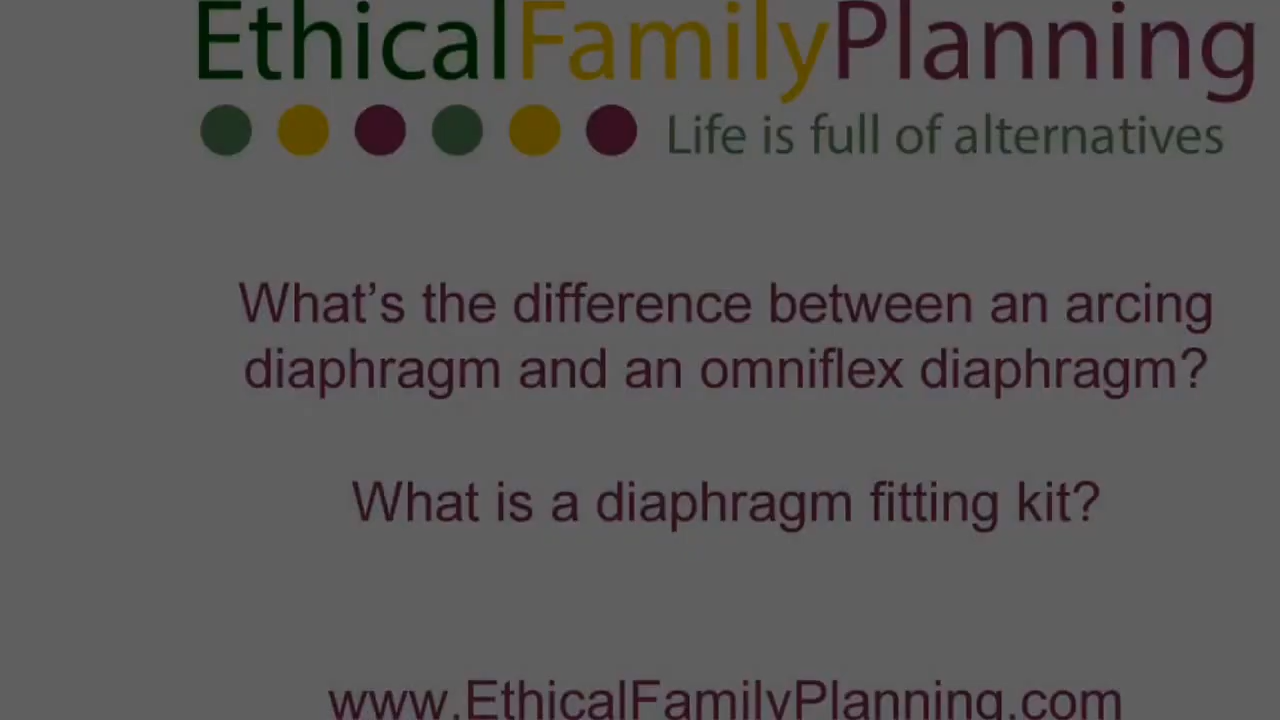 EthicalFamilyPlanning
Life is full of alternatives
What’s the difference between an arcing
diaphragm and an omniflex diaphragm?
What is a diaphragm fitting kit?
www.EthicalFamilyPlanning.com